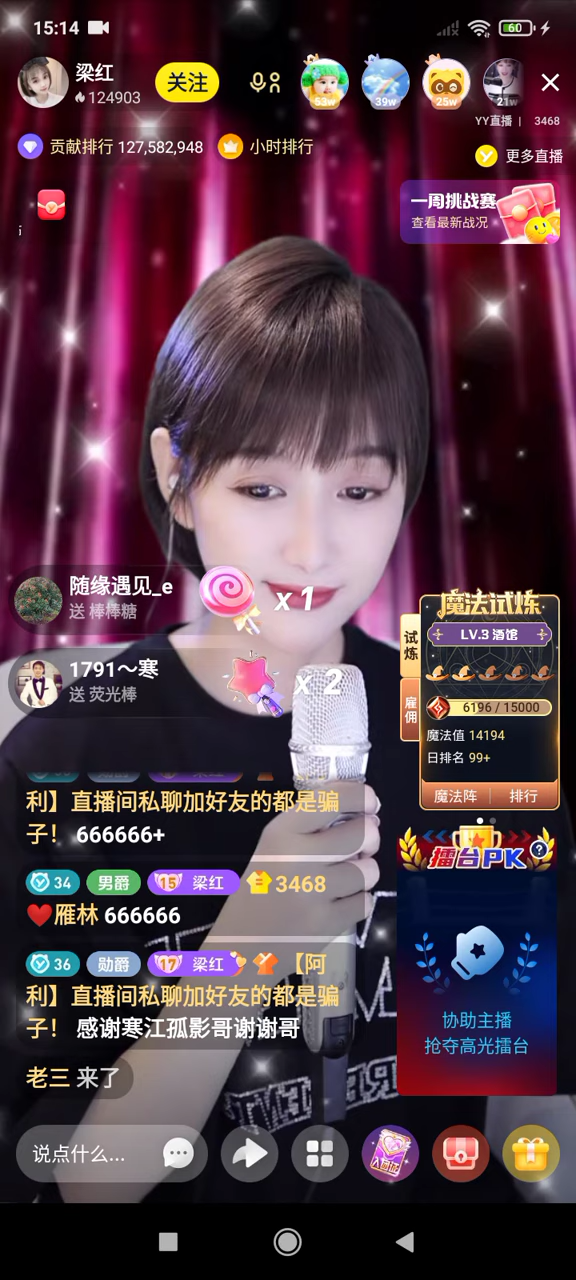 15:14
60
梁红
124903
关注
53w
39w
25w
21w
YY直播 | 3468
贡献排行 127,582,948
小时排行
更多直播
一周挑战赛
查看最新战况
随缘遇见_e
送 棒棒糖
x 1
1791～寒
送 荧光棒
x 2
魔法试炼
试炼
雇佣
LV.3 酒馆
6196 / 15000
魔法值 14194
日排名 99+
魔法阵 | 排行
利】直播间私聊加好友的都是骗
子！ 666666+
34 男爵 15 梁红 3468
雁林 666666
36 勋爵 17 梁红 【阿
利】直播间私聊加好友的都是骗
子！ 感谢寒江孤影哥谢谢哥
老三 来了
擂台PK
?
协助主播
抢夺高光擂台
说点什么...